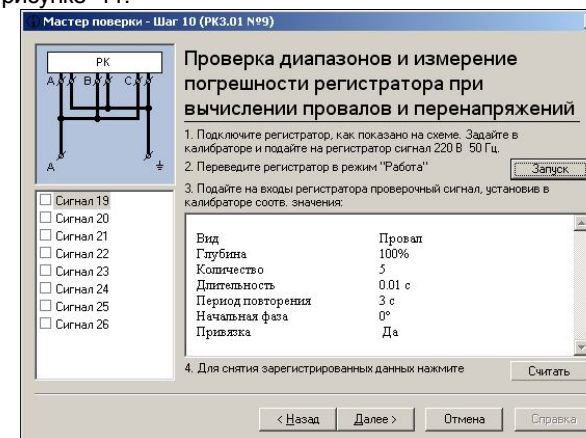 рисунке 11.
Мастер поверки - Шаг 10 (РК3.01 №9)
РК
A B C
A
Проверка диапазонов и измерение
погрешности регистратора при
вычислении провалов и перенапряжений
1. Подключите регистратор, как показано на схеме. Задайте в
калибраторе и подайте на регистратор сигнал 220 В 50 Гц.
2. Переведите регистратор в режим "Работа"
Запуск
3. Подайте на входы регистратора проверочный сигнал, установив в
калибраторе соотв. значения:
Сигнал 19
Сигнал 20
Сигнал 21
Сигнал 22
Сигнал 23
Сигнал 24
Сигнал 25
Сигнал 26
Вид Провал
Глубина 100%
Количество 5
Длительность 0.01 с
Период повторения 3 с
Начальная фаза 0°
Привязка Да
4. Для снятия зарегистрированных данных нажмите
Считать
< Назад
Далее >
Отмена
Справка